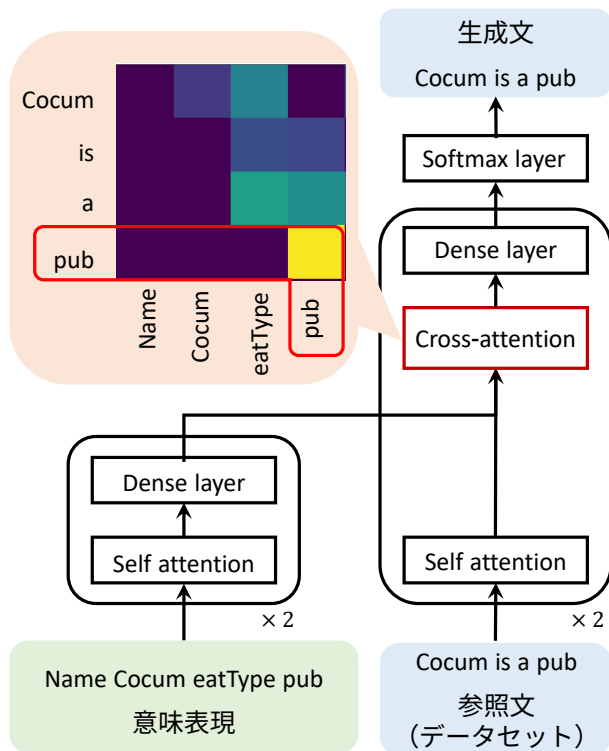 生成文
Cocum is a pub
Softmax layer
Dense layer
Cross-attention
Self attention
× 2
Cocum is a pub
参照文
（データセット）
Cocum
is
a
pub
Name
Cocum
eatType
pub
Dense layer
Self attention
× 2
Name Cocum eatType pub
意味表現